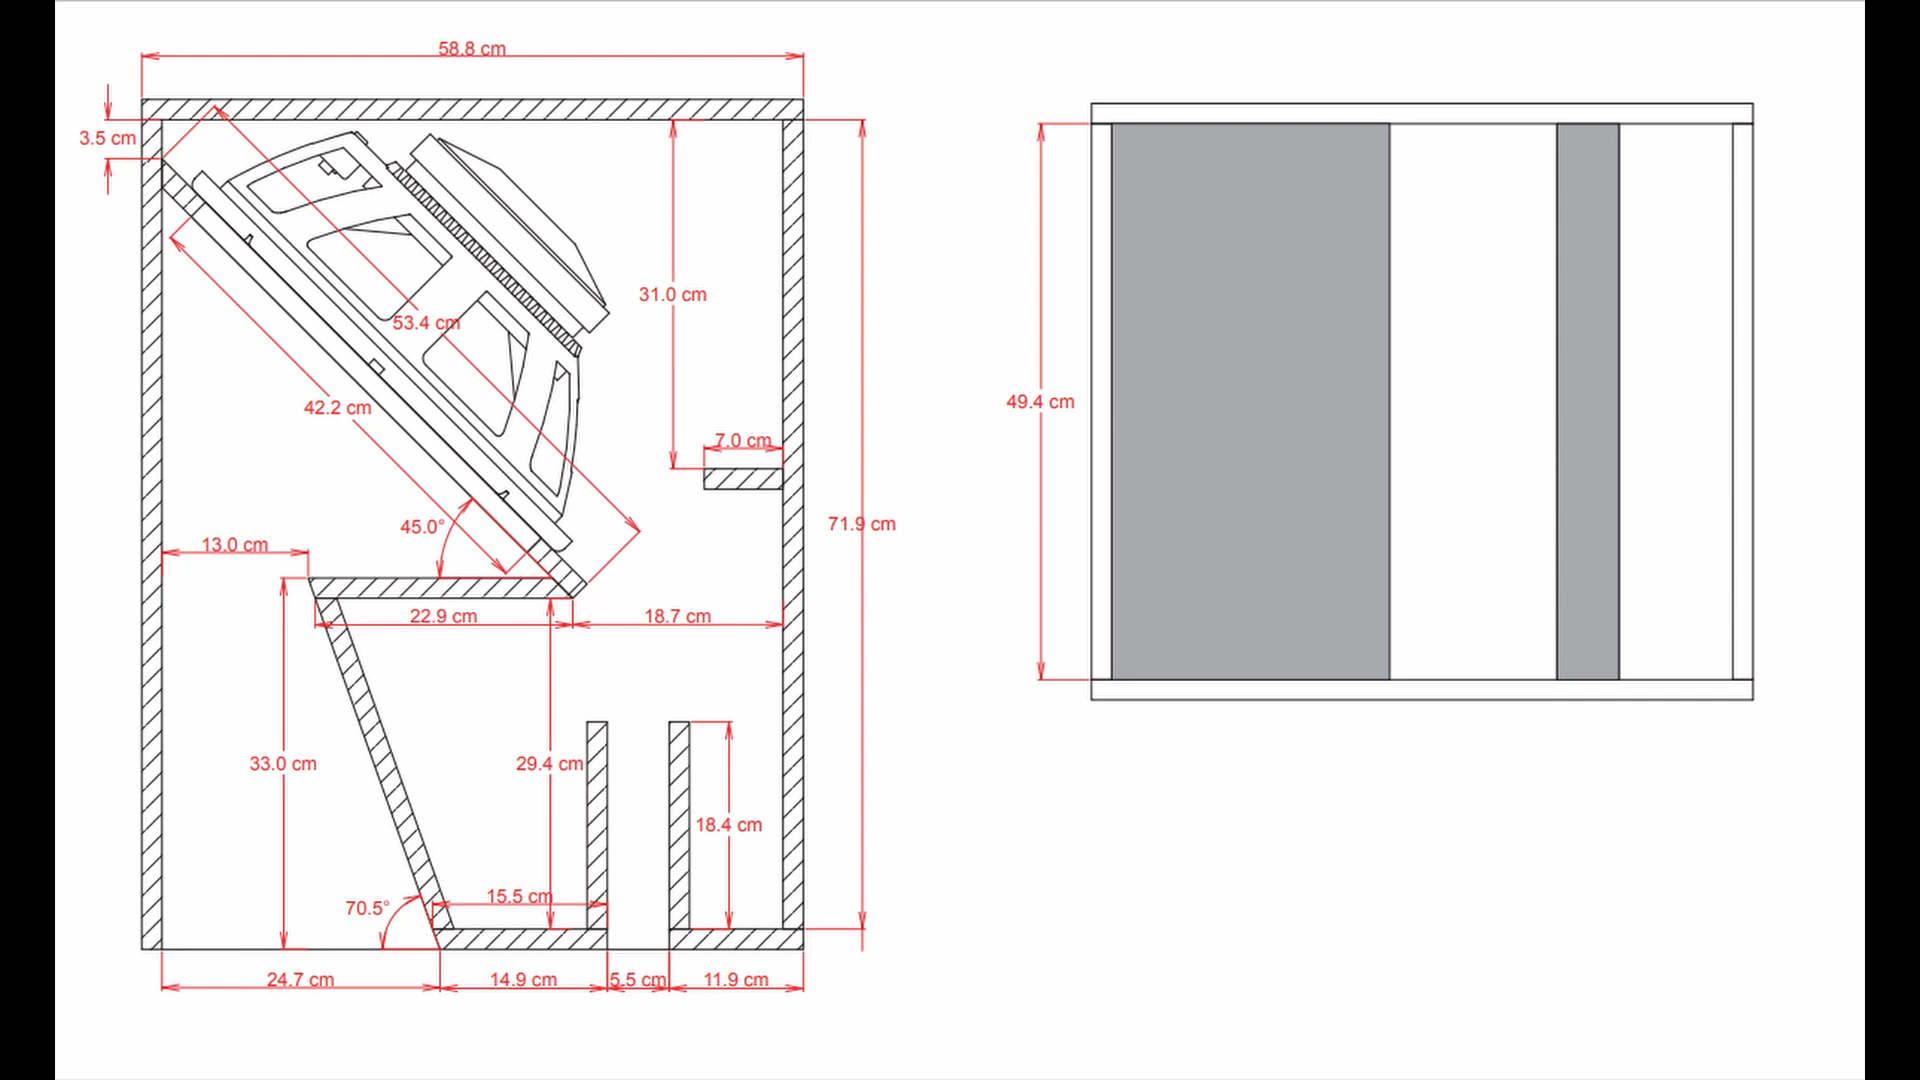 58.8 cm
3.5 cm
31.0 cm
53.4 cm
42.2 cm
49.4 cm
7.0 cm
45.0°
71.9 cm
13.0 cm
22.9 cm
18.7 cm
33.0 cm
29.4 cm
18.4 cm
15.5 cm
70.5°
24.7 cm
14.9 cm
5.5 cm
11.9 cm